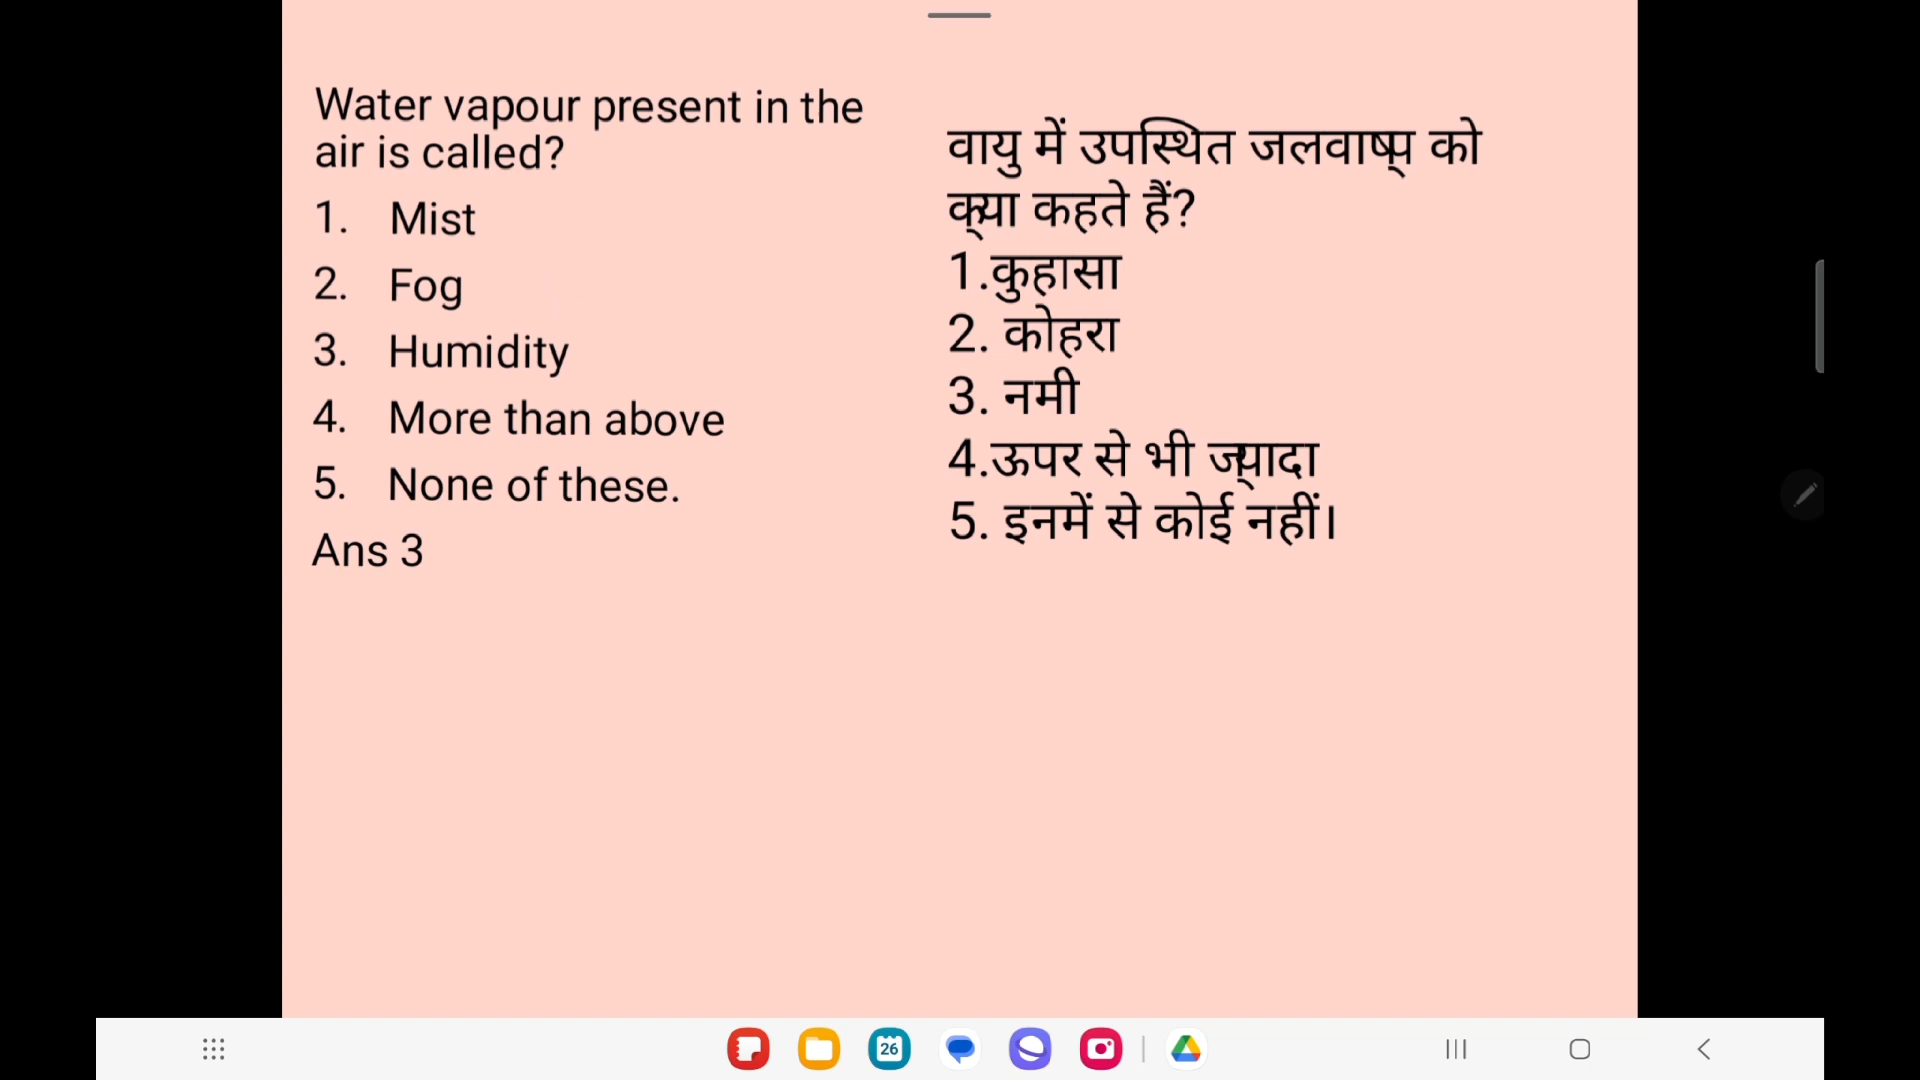 Water vapour present in the
air is called?
1. Mist
2. Fog
3. Humidity
4. More than above
5. None of these.
Ans 3
वायु में उपस्थित जलवाष्प को
क्या कहते हैं?
1.कुहासा
2. कोहरा
3. नमी
4.ऊपर से भी ज्यादा
5. इनमें से कोई नहीं।
26